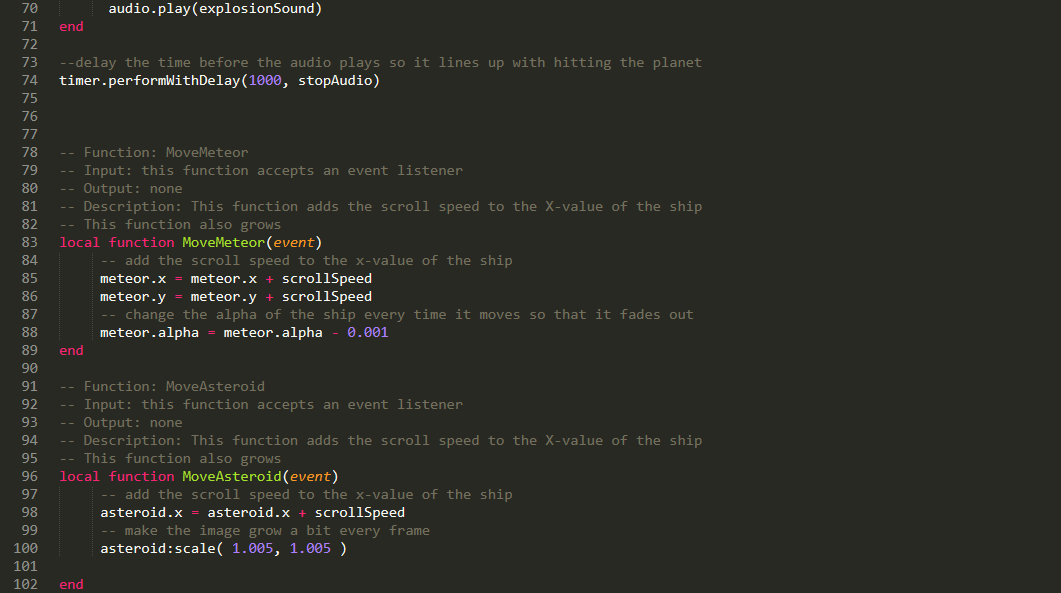 70 audio.play(explosionSound)
71 end
72
73 --delay the time before the audio plays so it lines up with hitting the planet
74 timer.performWithDelay(1000, stopAudio)
75
76
77
78 -- Function: MoveMeteor
79 -- Input: this function accepts an event listener
80 -- Output: none
81 -- Description: This function adds the scroll speed to the X-value of the ship
82 -- This function also grows
83 local function MoveMeteor(event)
84 -- add the scroll speed to the x-value of the ship
85 meteor.x = meteor.x + scrollSpeed
86 meteor.y = meteor.y + scrollSpeed
87 -- change the alpha of the ship every time it moves so that it fades out
88 meteor.alpha = meteor.alpha - 0.001
89 end
90
91 -- Function: MoveAsteroid
92 -- Input: this function accepts an event listener
93 -- Output: none
94 -- Description: This function adds the scroll speed to the X-value of the ship
95 -- This function also grows
96 local function MoveAsteroid(event)
97 -- add the scroll speed to the x-value of the ship
98 asteroid.x = asteroid.x + scrollSpeed
99 -- make the image grow a bit every frame
100 asteroid:scale( 1.005, 1.005 )
101
102 end